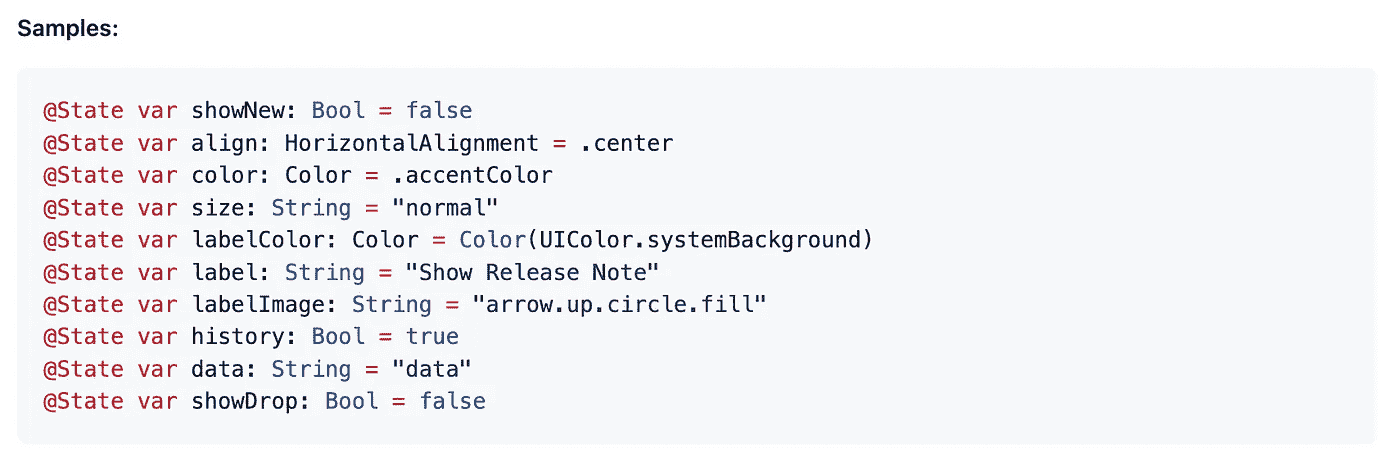 Samples:
@State var showNew: Bool = false
@State var align: HorizontalAlignment = .center
@State var color: Color = .accentColor
@State var size: String = "normal"
@State var labelColor: Color = Color(UIColor.systemBackground)
@State var label: String = "Show Release Note"
@State var labelImage: String = "arrow.up.circle.fill"
@State var history: Bool = true
@State var data: String = "data"
@State var showDrop: Bool = false